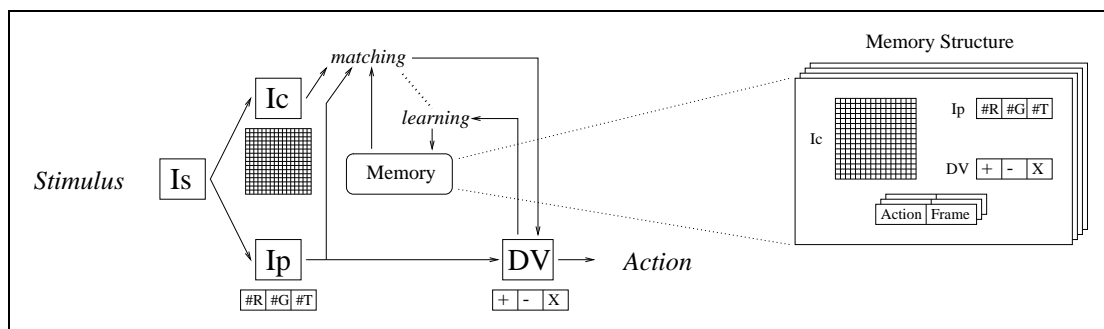 Memory Structure
matching
Ic
learning
Stimulus
Is
Memory
Ip
#R #G #T
DV
+ - X
Action
Ic
Ip #R #G #T
DV + - X
Action Frame